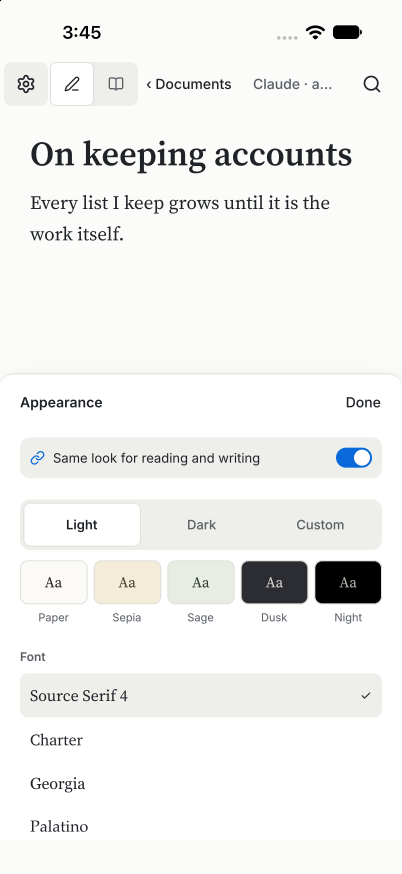 3:45
‹ Documents Claude · a...
On keeping accounts
Every list I keep grows until it is the
work itself.
Appearance Done
Same look for reading and writing
Light Dark Custom
Aa Aa Aa Aa Aa
Paper Sepia Sage Dusk Night
Font
Source Serif 4
Charter
Georgia
Palatino